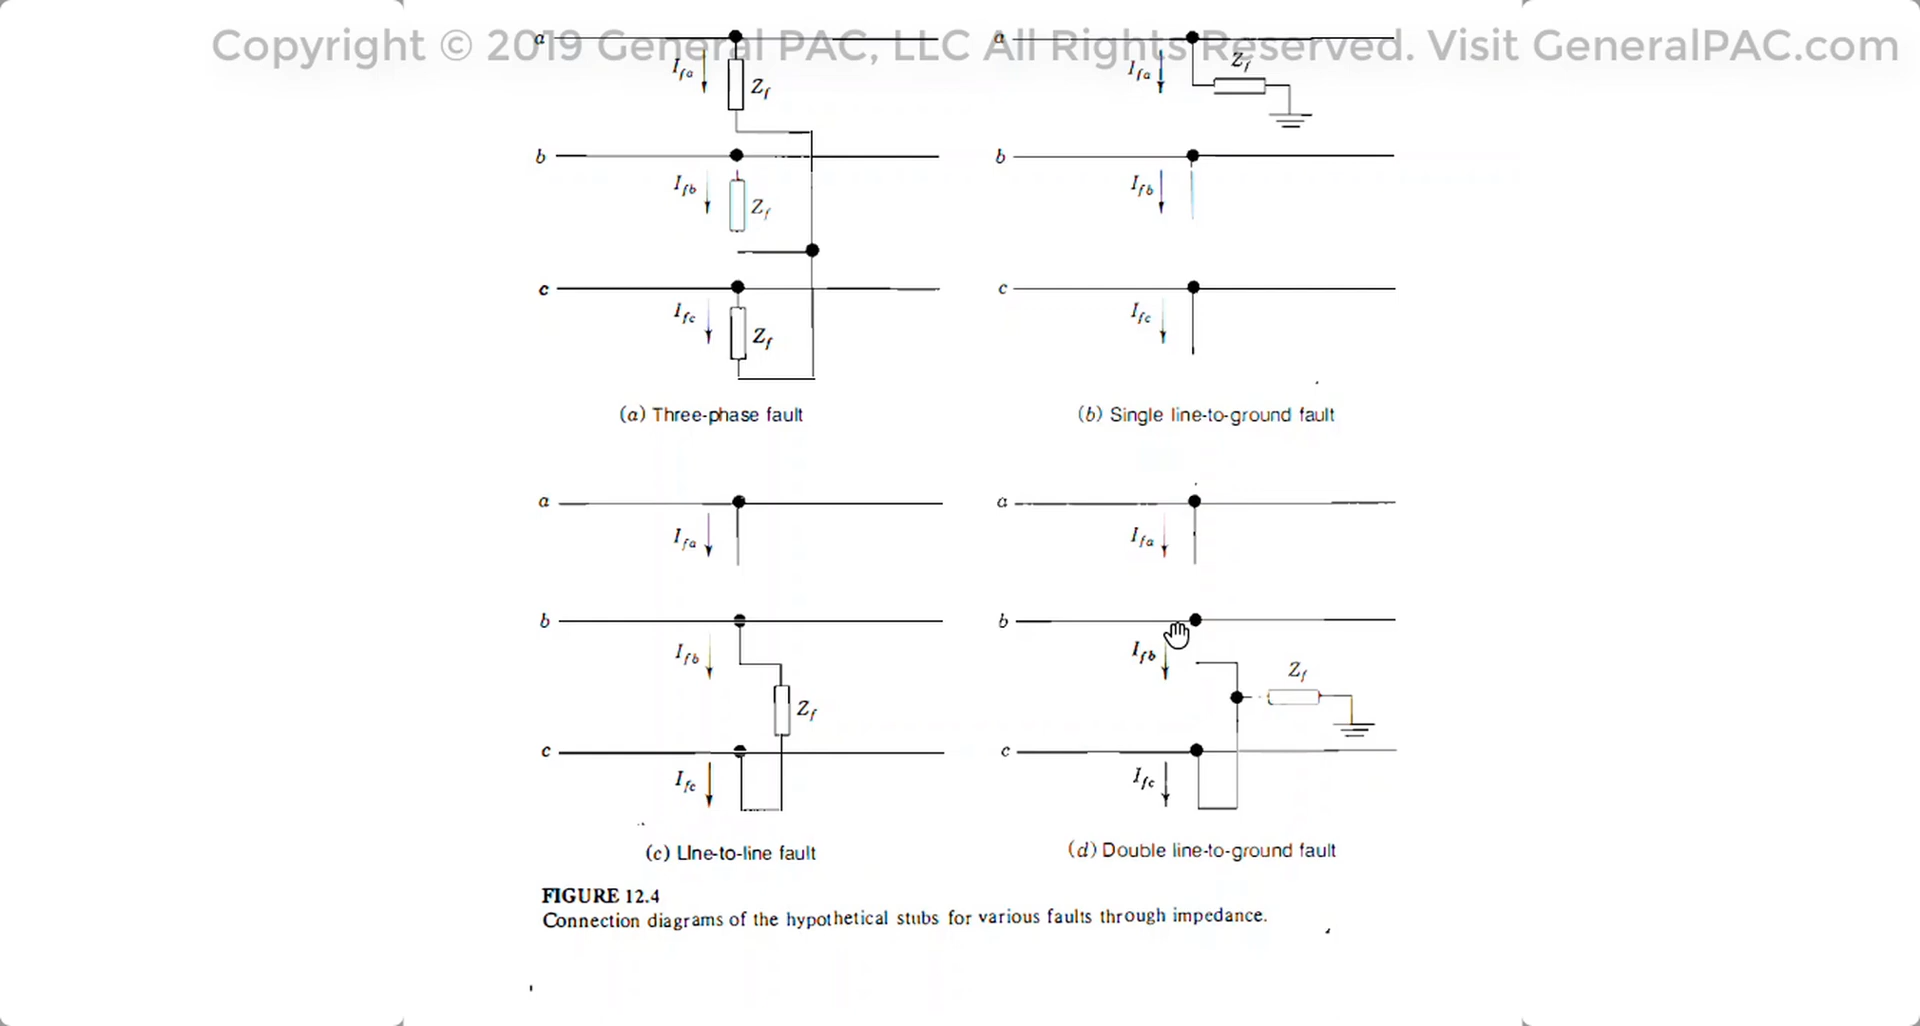 Copyright © 2019 General PAC, LLC All Rights Reserved. Visit GeneralPAC.com
a
Ifa
Zf
b
Ifb
Zf
c
Ifc
Zf
(a) Three-phase fault
a
Ifa
Zf
b
Ifb
c
Ifc
(b) Single line-to-ground fault
a
Ifa
b
Ifb
Zf
c
Ifc
(c) LIne-to-line fault
a
Ifa
b
Ifb
Zf
c
Ifc
(d) Double line-to-ground fault
FIGURE 12.4
Connection diagrams of the hypothetical stubs for various faults through impedance.